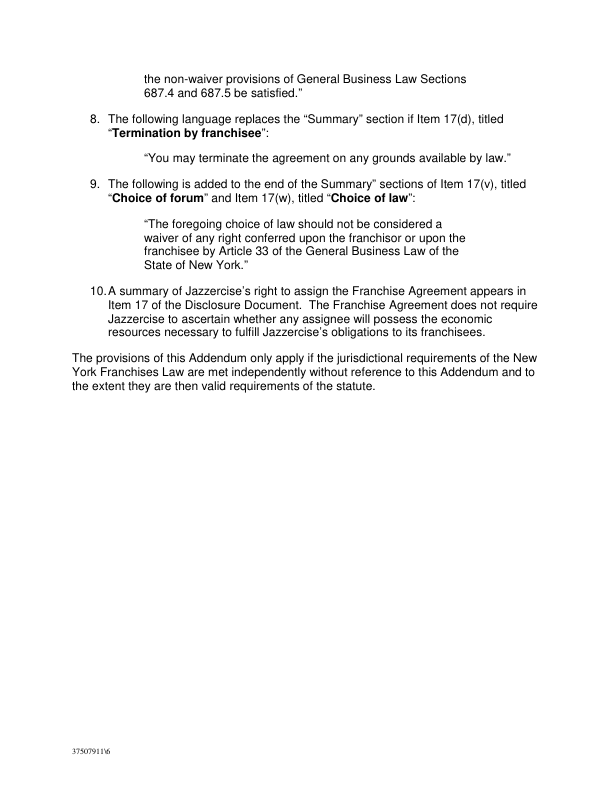 the non-waiver provisions of General Business Law Sections
687.4 and 687.5 be satisfied.”
8. The following language replaces the “Summary” section if Item 17(d), titled
“Termination by franchisee”:
“You may terminate the agreement on any grounds available by law.”
9. The following is added to the end of the Summary” sections of Item 17(v), titled
“Choice of forum” and Item 17(w), titled “Choice of law”:
“The foregoing choice of law should not be considered a
waiver of any right conferred upon the franchisor or upon the
franchisee by Article 33 of the General Business Law of the
State of New York.”
10. A summary of Jazzercise’s right to assign the Franchise Agreement appears in
Item 17 of the Disclosure Document.  The Franchise Agreement does not require
Jazzercise to ascertain whether any assignee will possess the economic
resources necessary to fulfill Jazzercise’s obligations to its franchisees.
The provisions of this Addendum only apply if the jurisdictional requirements of the New
York Franchises Law are met independently without reference to this Addendum and to
the extent they are then valid requirements of the statute.
37507911\6